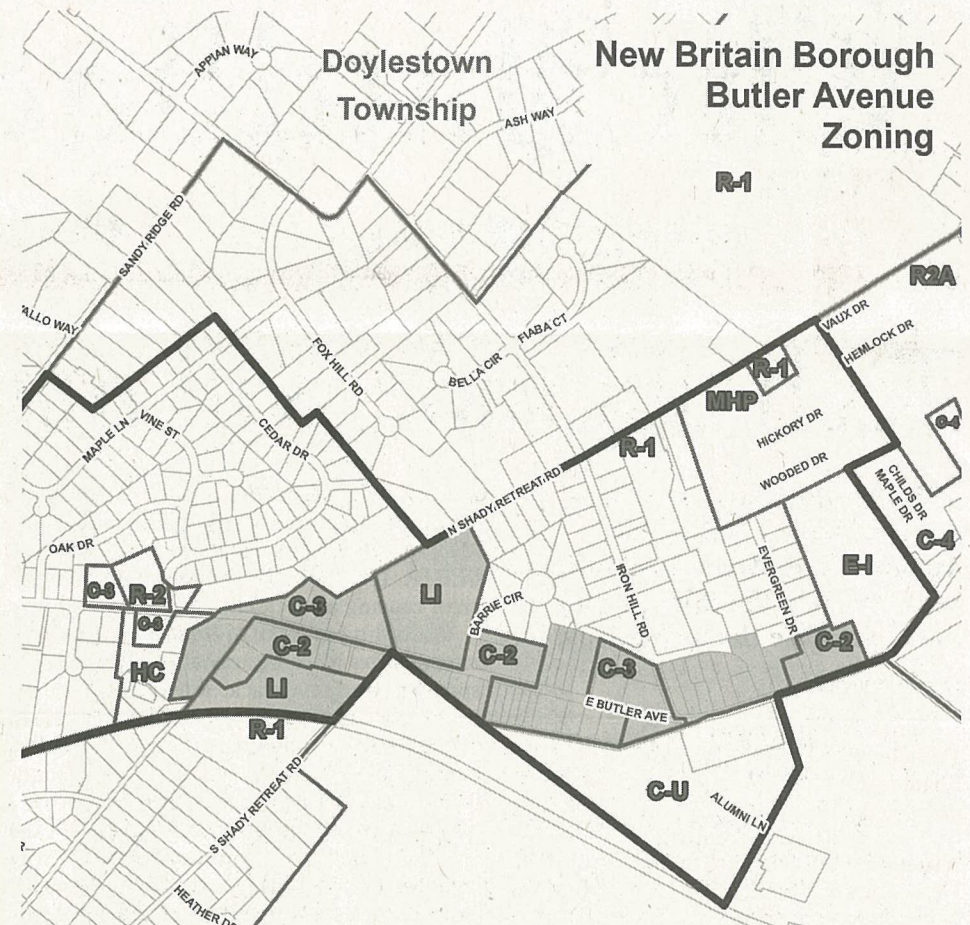 New Britain Borough
Butler Avenue
Zoning
Doylestown
Township
APPIAN WAY
ASH WAY
R-1
SANDY RIDGE RD
R2A
VAUX DR
HEMLOCK DR
FIABA CT
BELLA CIR
FOX HILL RD
R-1
MHP
C-4
MAPLE LN
VINE ST
CEDAR DR
HICKORY DR
R-1
WOODED DR
N SHADY RETREAT RD
CHILDS DR
MAPLE DR
C-4
OAK DR
E-I
EVERGREEN DR
IRON HILL RD
C-3
R-2
C-3
LI
C-3
BARRIE CIR
C-2
C-2
C-2
C-3
HC
LI
E BUTLER AVE
R-1
C-U
ALUMNI LN
S SHADY RETREAT RD